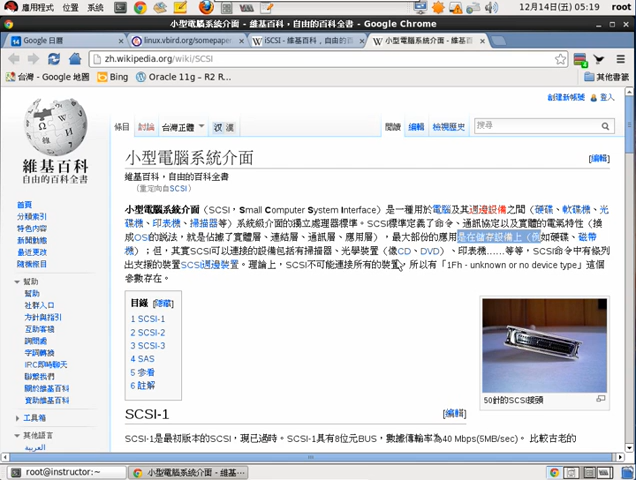 應用程式 位置 系統
12月14日(五) 05:19 root
小型電腦系統介面 - 維基百科，自由的百科全書 - Google Chrome
14 Google 日曆
linux.vbird.org/somepaper
iSCSI - 維基百科，自由的
小型電腦系統介面 - 維基百
zh.wikipedia.org/wiki/SCSI
台灣 - Google 地圖
Bing
Oracle 11g – R2 R...
其他書籤
創建新帳號 登入
條目 討論 台灣正體 汉 漢 閱讀 編輯 檢視歷史 搜尋
維基百科
自由的百科全書
首頁
分類索引
特色內容
新聞動態
最近更改
隨機條目
幫助
幫助
社群入口
方針與指引
互動客棧
詢問處
字詞轉換
IRC即時聊天
聯繫我們
關於維基百科
資助維基百科
工具箱
其他語言
العربية
小型電腦系統介面
[編輯]
維基百科，自由的百科全書
（重定向自SCSI）
小型電腦系統介面（SCSI，Small Computer System Interface）是一種用於電腦及其週邊設備之間（硬碟、軟碟機、光
碟機、印表機、掃描器等）系統級介面的獨立處理器標準。SCSI標準定義了命令、通訊協定以及實體的電氣特性（換
成OSI的說法，就是佔據了實體層、連結層、通訊層、應用層），最大部份的應用是在儲存設備上（例如硬碟、磁帶
機）；但，其實SCSI可以連接的設備包括有掃描器、光學裝置（像CD、DVD）、印表機......等等，SCSI命令中有條列
出支援的裝置SCSI週邊裝置。理論上，SCSI不可能連接所有的裝置，所以有「1Fh - unknown or no device type」這個
參數存在。
目錄 [隱藏]
1 SCSI-1
2 SCSI-2
3 SCSI-3
4 SAS
5 參看
6 註解
50針的SCSI接頭
SCSI-1
[編輯]
SCSI-1是最初版本的SCSI，現已過時。SCSI-1具有8位元BUS，數據傳輸率為40 Mbps(5MB/sec)。 比較古老的
root@instructor:~
小型電腦系統介面 - 維基...